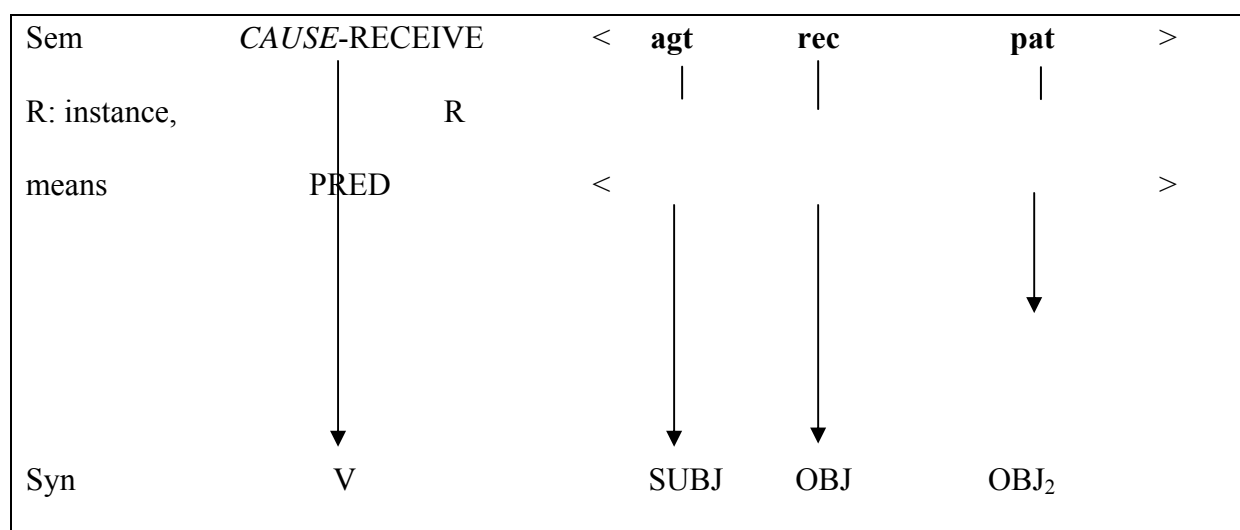 Sem CAUSE-RECEIVE < agt rec pat >
R: instance, R
means PRED < >
Syn V SUBJ OBJ OBJ₂